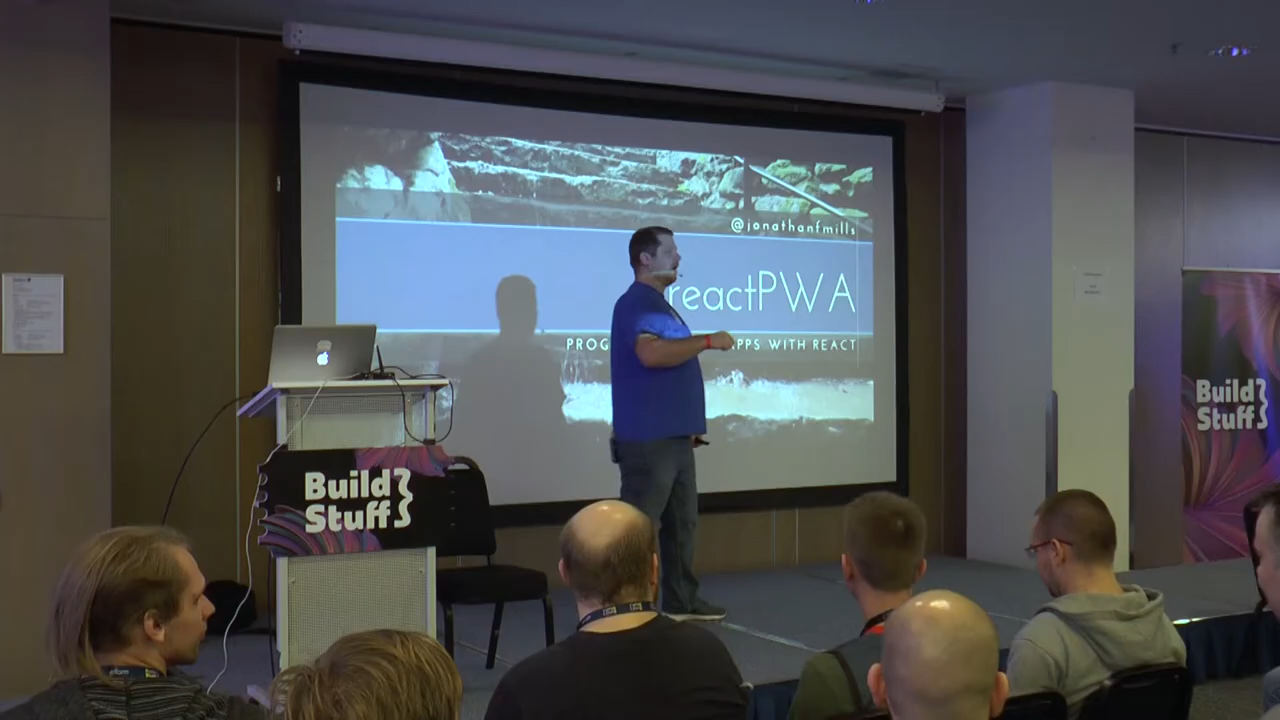 @jonathanfmills
reactPWA
PROG PPS WITH REACT
Build
Stuff
Build
Stuff